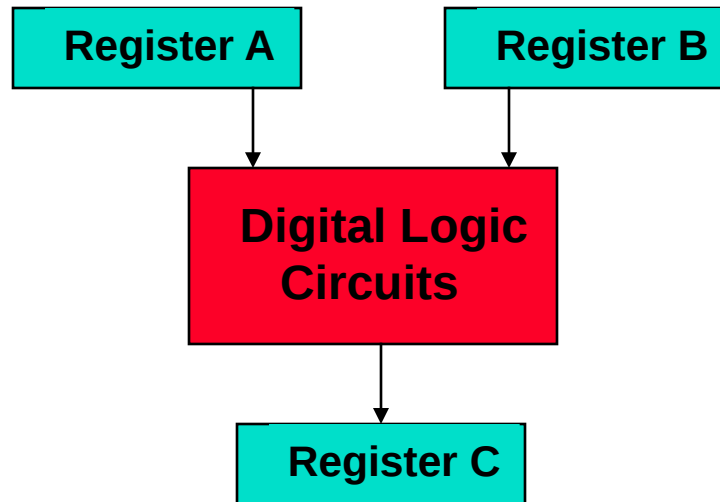 Register A
Register B
Digital Logic
Circuits
Register C